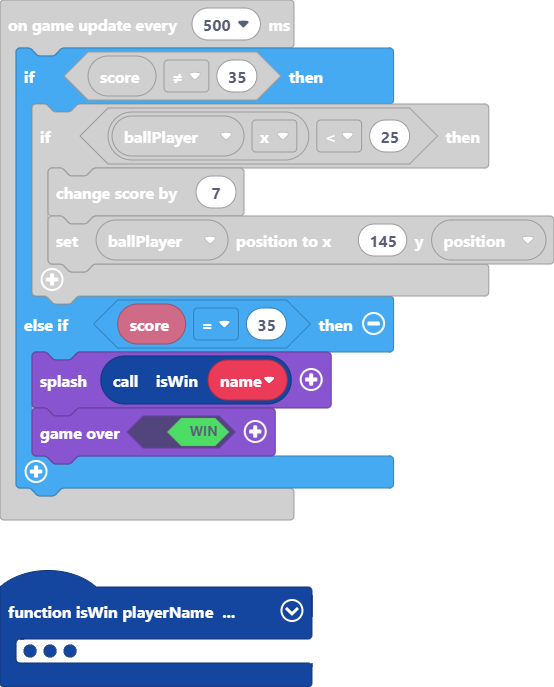 on game update every 500 ms
if score ≠ 35 then
if ballPlayer x < 25 then
change score by 7
set ballPlayer position to x 145 y position
else if score = 35 then
splash call isWin name
game over WIN
function isWin playerName ...